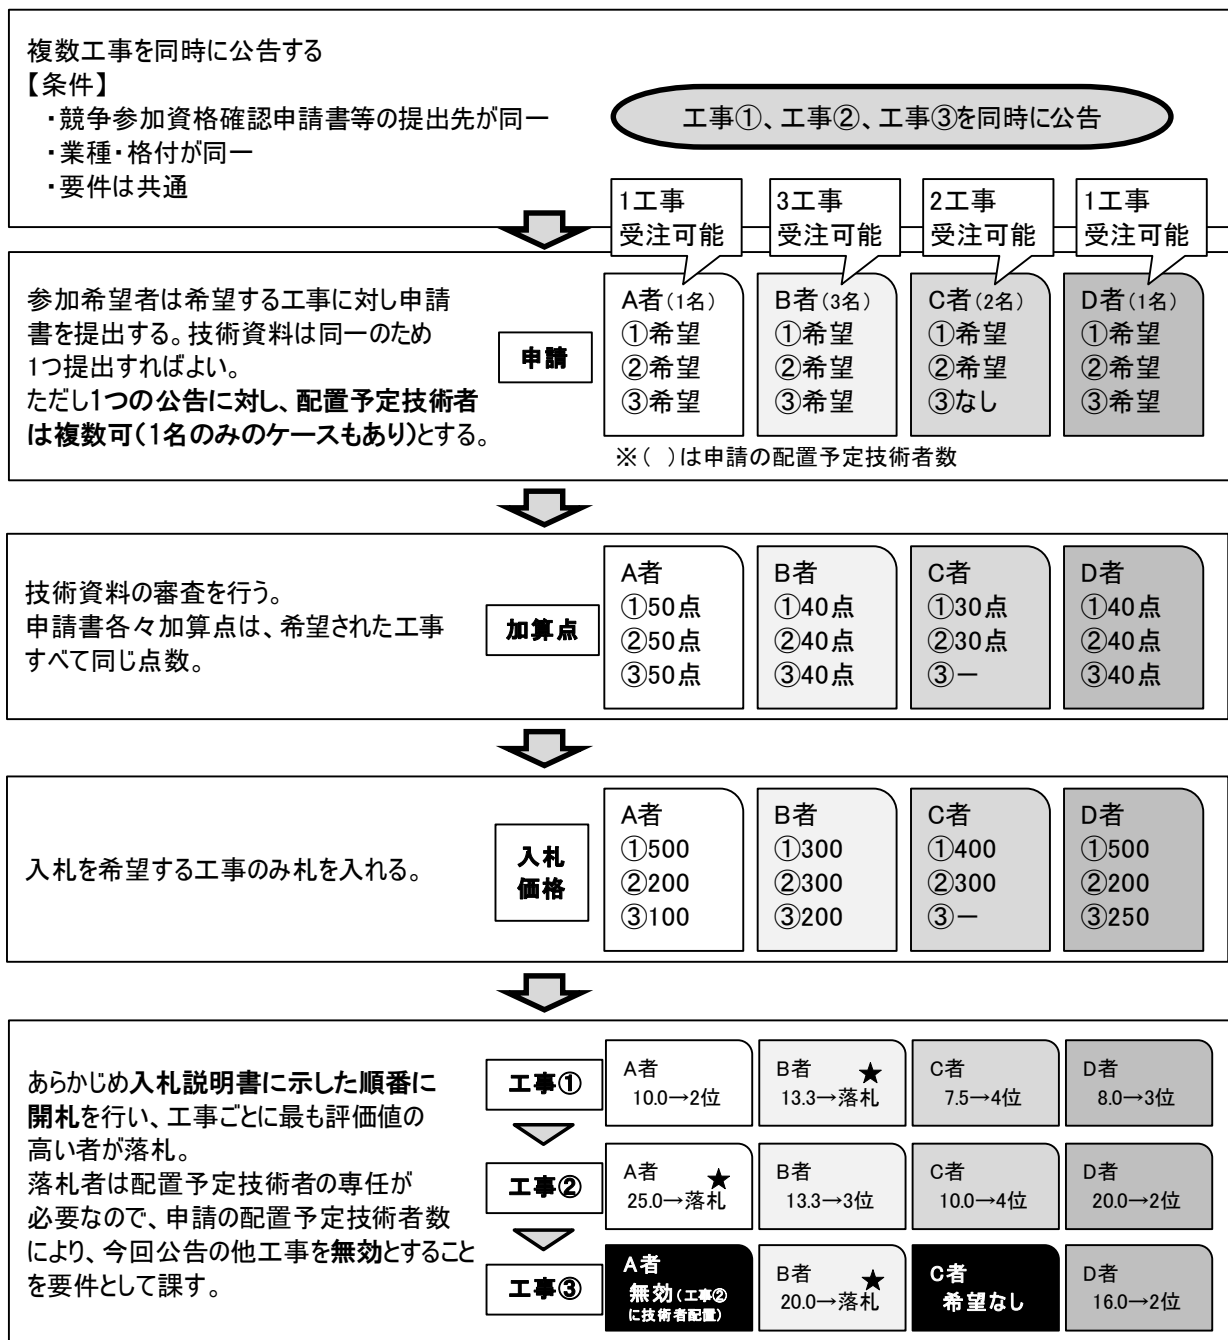 複数工事を同時に公告する
【条件】
・競争参加資格確認申請書等の提出先が同一
・業種・格付が同一
・要件は共通
工事①、工事②、工事③を同時に公告
1工事
受注可能
3工事
受注可能
2工事
受注可能
1工事
受注可能
参加希望者は希望する工事に対し申請
書を提出する。技術資料は同一のため
1つ提出すればよい。
ただし1つの公告に対し、配置予定技術者
は複数可(1名のみのケースもあり)とする。
申請
A者(1名)
①希望
②希望
③希望
B者(3名)
①希望
②希望
③希望
C者(2名)
①希望
②希望
③なし
D者(1名)
①希望
②希望
③希望
※( )は申請の配置予定技術者数
技術資料の審査を行う。
申請書各々加算点は、希望された工事
すべて同じ点数。
加算点
A者
①50点
②50点
③50点
B者
①40点
②40点
③40点
C者
①30点
②30点
③ー
D者
①40点
②40点
③40点
入札を希望する工事のみ札を入れる。
入札
価格
A者
①500
②200
③100
B者
①300
②300
③200
C者
①400
②300
③ー
D者
①500
②200
③250
あらかじめ入札説明書に示した順番に
開札を行い、工事ごとに最も評価値の
高い者が落札。
落札者は配置予定技術者の専任が
必要なので、申請の配置予定技術者数
により、今回公告の他工事を無効とすること
を要件として課す。
工事①
A者
10.0→2位
B者 ★
13.3→落札
C者
7.5→4位
D者
8.0→3位
工事②
A者 ★
25.0→落札
B者
13.3→3位
C者
10.0→4位
D者
20.0→2位
工事③
A者
無効(工事②
に技術者配置)
B者 ★
20.0→落札
C者
希望なし
D者
16.0→2位